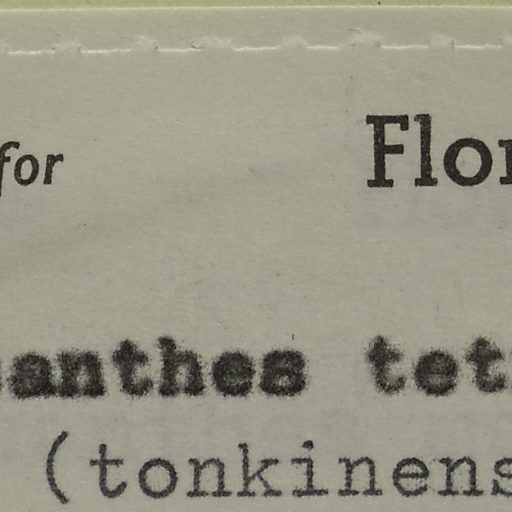 for Flor
anthes tet
(tonkinens